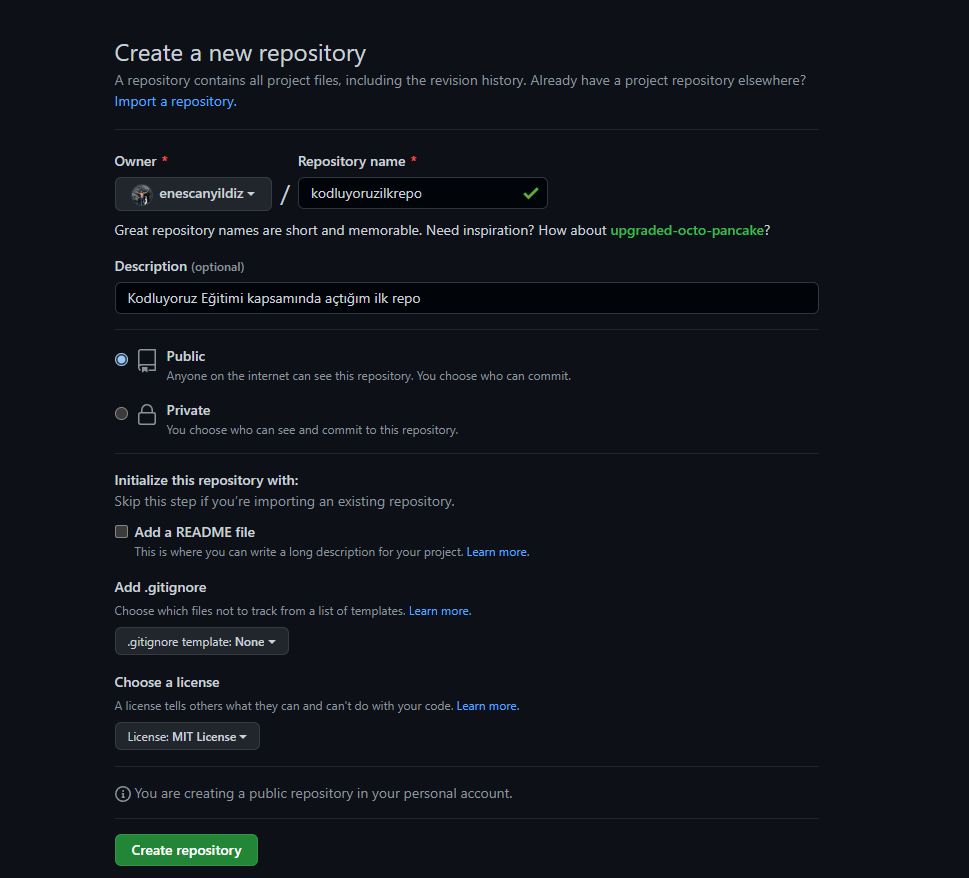 Create a new repository
A repository contains all project files, including the revision history. Already have a project repository elsewhere?
Import a repository.
Owner * Repository name *
enescanyildiz / kodluyoruzilkrepo
Great repository names are short and memorable. Need inspiration? How about upgraded-octo-pancake?
Description (optional)
Kodluyoruz Eğitimi kapsamında açtığım ilk repo
Public
Anyone on the internet can see this repository. You choose who can commit.
Private
You choose who can see and commit to this repository.
Initialize this repository with:
Skip this step if you're importing an existing repository.
Add a README file
This is where you can write a long description for your project. Learn more.
Add .gitignore
Choose which files not to track from a list of templates. Learn more.
.gitignore template: None
Choose a license
A license tells others what they can and can't do with your code. Learn more.
License: MIT License
You are creating a public repository in your personal account.
Create repository